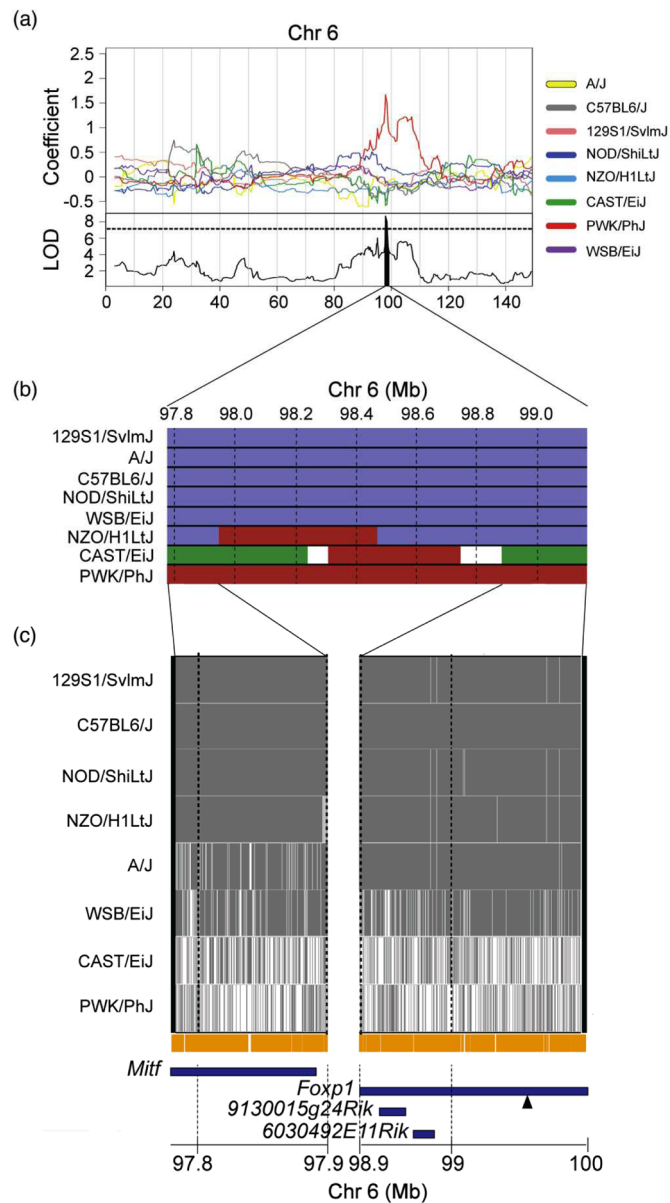 (a)
Chr 6
2.5
2
1.5
1
0.5
0
-0.5
Coefficient
8
6
4
2
LOD
0 20 40 60 80 100 120 140
A/J
C57BL6/J
129S1/SvlmJ
NOD/ShiLtJ
NZO/H1LtJ
CAST/EiJ
PWK/PhJ
WSB/EiJ
(b)
Chr 6 (Mb)
97.8 98.0 98.2 98.4 98.6 98.8 99.0
129S1/SvlmJ
A/J
C57BL6/J
NOD/ShiLtJ
WSB/EiJ
NZO/H1LtJ
CAST/EiJ
PWK/PhJ
(c)
129S1/SvlmJ
C57BL6/J
NOD/ShiLtJ
NZO/H1LtJ
A/J
WSB/EiJ
CAST/EiJ
PWK/PhJ
Mitf
Foxp1
9130015g24Rik
6030492E11Rik
97.8 97.9 98.9 99 100
Chr 6 (Mb)